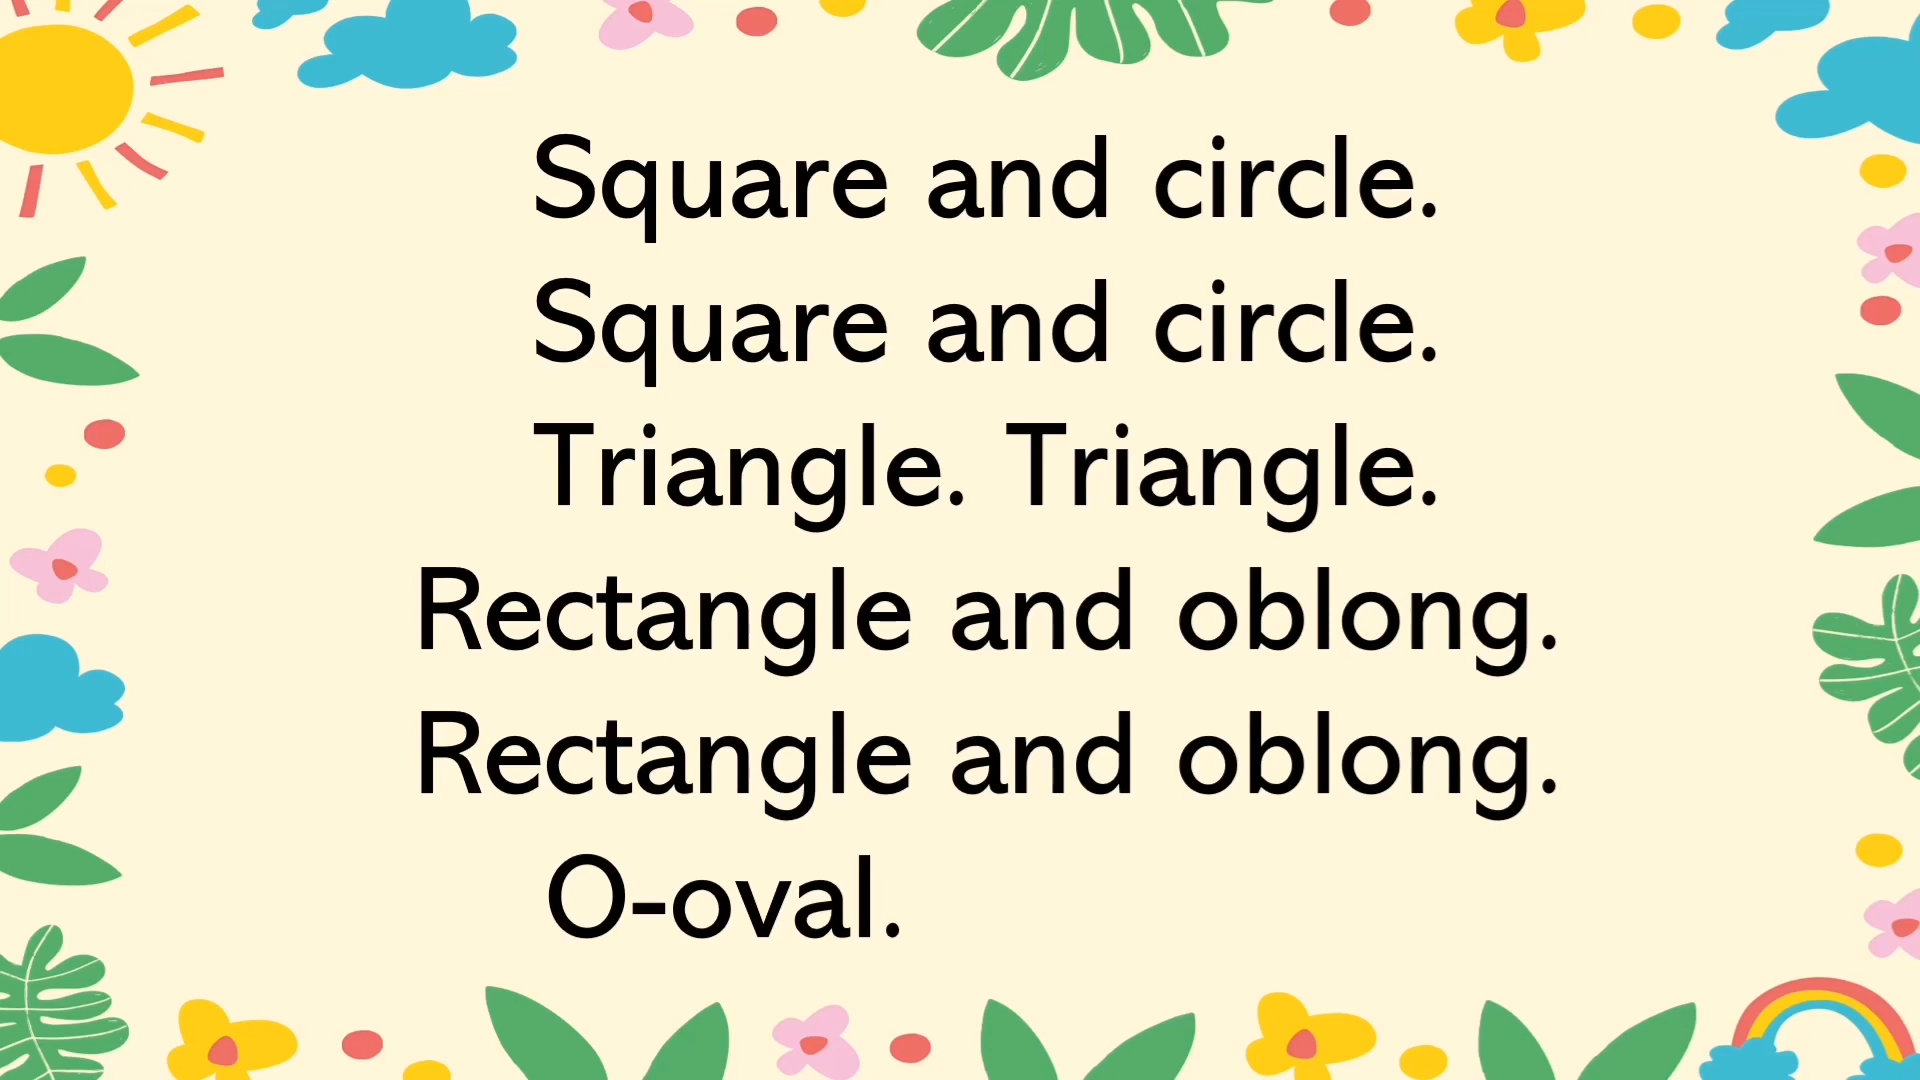 Square and circle.
Square and circle.
Triangle. Triangle.
Rectangle and oblong.
Rectangle and oblong.
O-oval.